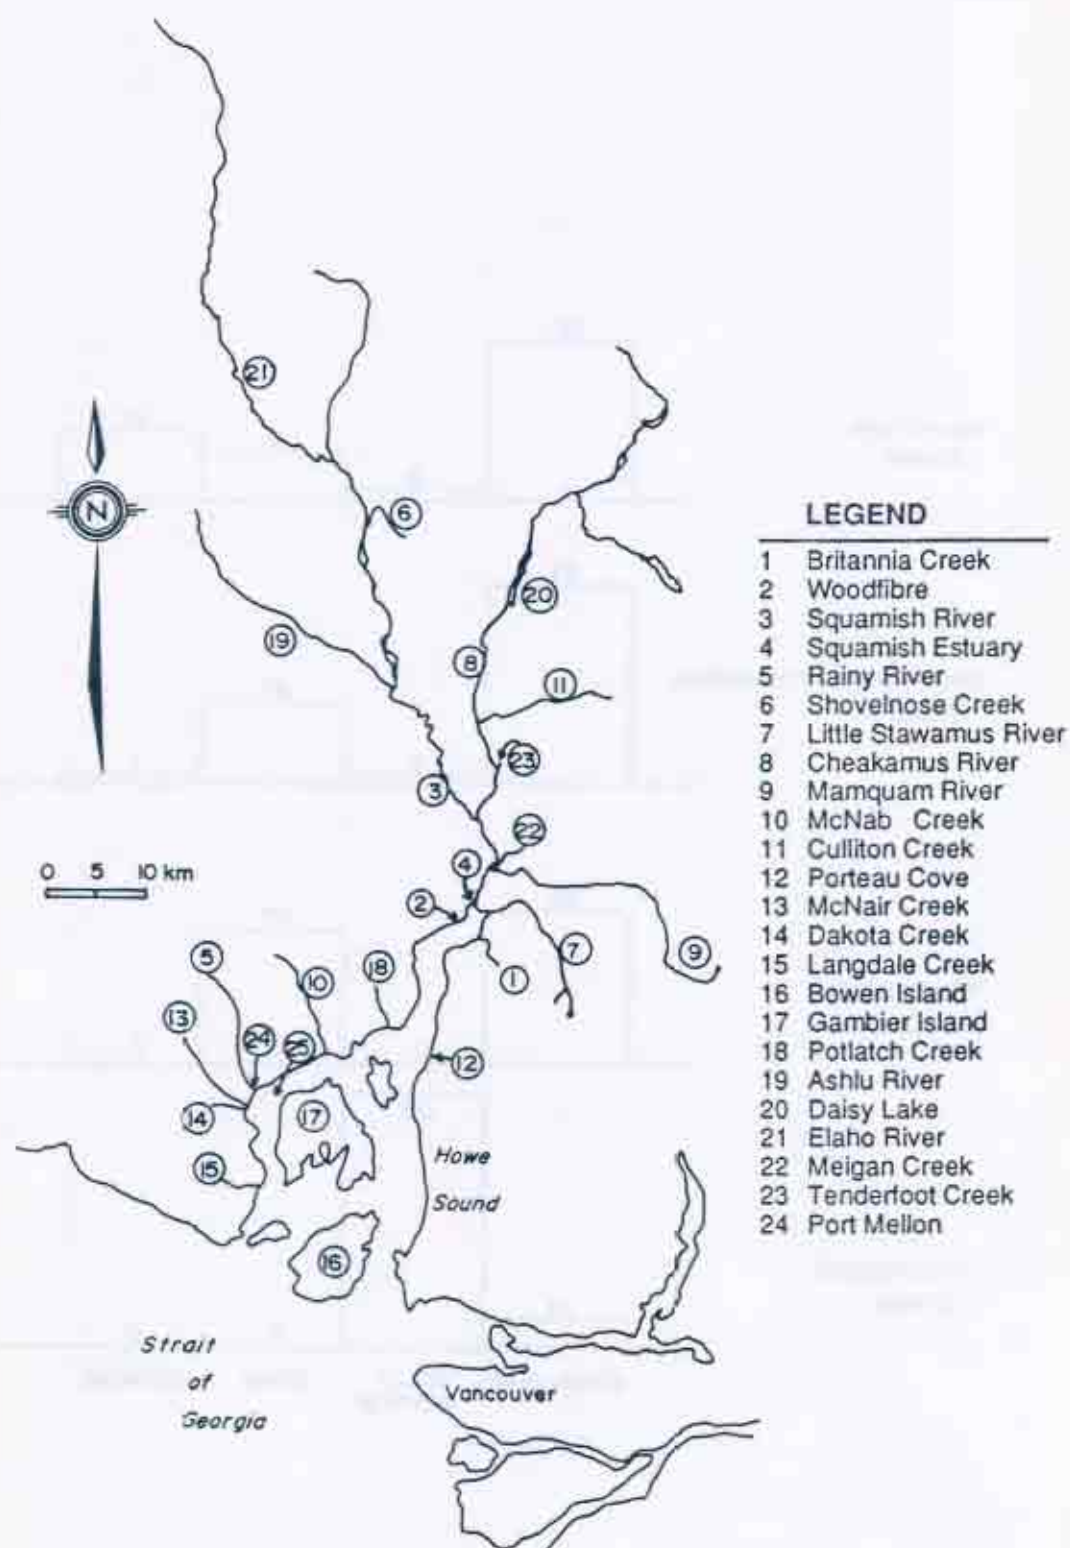 21
6
N
20
19
8
11
23
3
22
0 5 10 km
4
2
5
10
18
1
7
9
13
24
25
12
14
17
15
Howe
Sound
16
Strait
of
Georgia
Vancouver
LEGEND
1 Britannia Creek
2 Woodfibre
3 Squamish River
4 Squamish Estuary
5 Rainy River
6 Shovelnose Creek
7 Little Stawamus River
8 Cheakamus River
9 Mamquam River
10 McNab Creek
11 Culliton Creek
12 Porteau Cove
13 McNair Creek
14 Dakota Creek
15 Langdale Creek
16 Bowen Island
17 Gambier Island
18 Potlatch Creek
19 Ashlu River
20 Daisy Lake
21 Elaho River
22 Meigan Creek
23 Tenderfoot Creek
24 Port Mellon